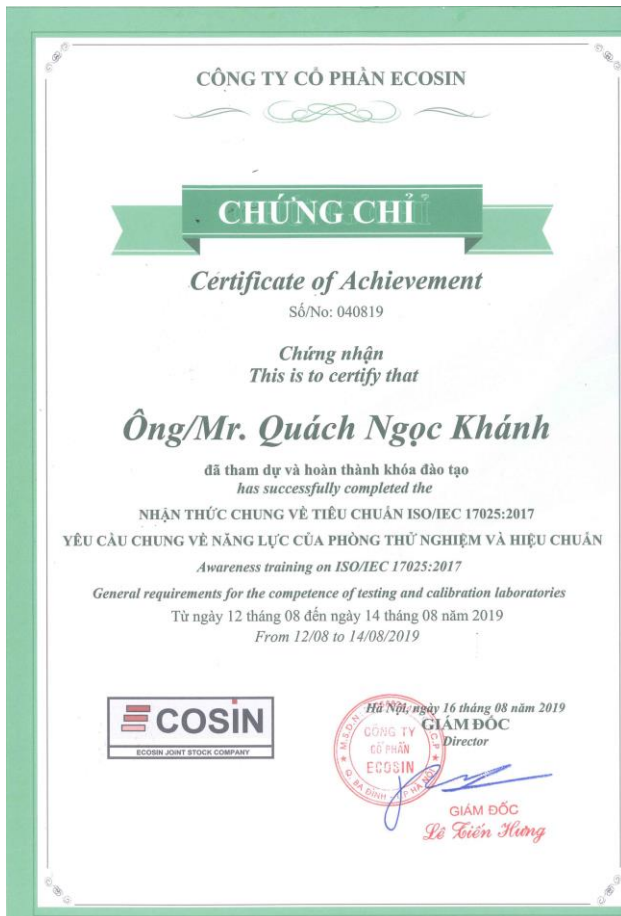 CÔNG TY CỔ PHẦN ECOSIN
CHỨNG CHỈ
Certificate of Achievement
Số/No: 040819
Chứng nhận
This is to certify that
Ông/Mr. Quách Ngọc Khánh
đã tham dự và hoàn thành khóa đào tạo
has successfully completed the
NHẬN THỨC CHUNG VỀ TIÊU CHUẨN ISO/IEC 17025:2017
YÊU CẦU CHUNG VỀ NĂNG LỰC CỦA PHÒNG THỬ NGHIỆM VÀ HIỆU CHUẨN
Awareness training on ISO/IEC 17025:2017
General requirements for the competence of testing and calibration laboratories
Từ ngày 12 tháng 08 đến ngày 14 tháng 08 năm 2019
From 12/08 to 14/08/2019
ECOSIN
ECOSIN JOINT STOCK COMPANY
Hà Nội, ngày 16 tháng 08 năm 2019
GIÁM ĐỐC
Director
M.S.D.N:
C.C.P
CÔNG TY
CỔ PHẦN
ECOSIN
Q. BA ĐÌNH - TP HÀ NỘI
GIÁM ĐỐC
Lê Tiến Hưng